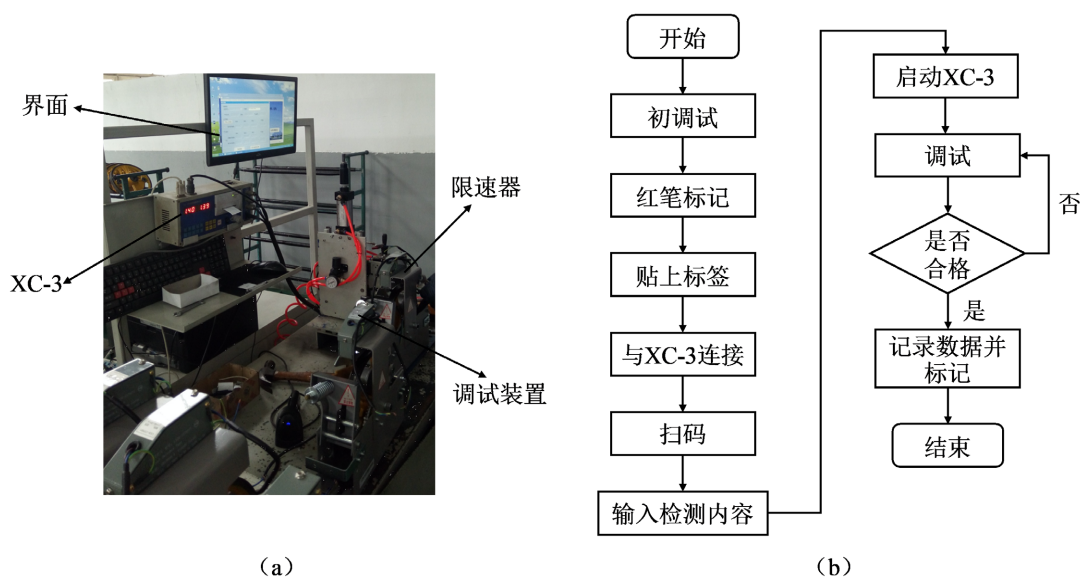 界面
XC-3
限速器
调试装置
(a)
开始
初调试
红笔标记
贴上标签
与XC-3连接
扫码
输入检测内容
启动XC-3
调试
是否
合格
否
是
记录数据并
标记
结束
(b)